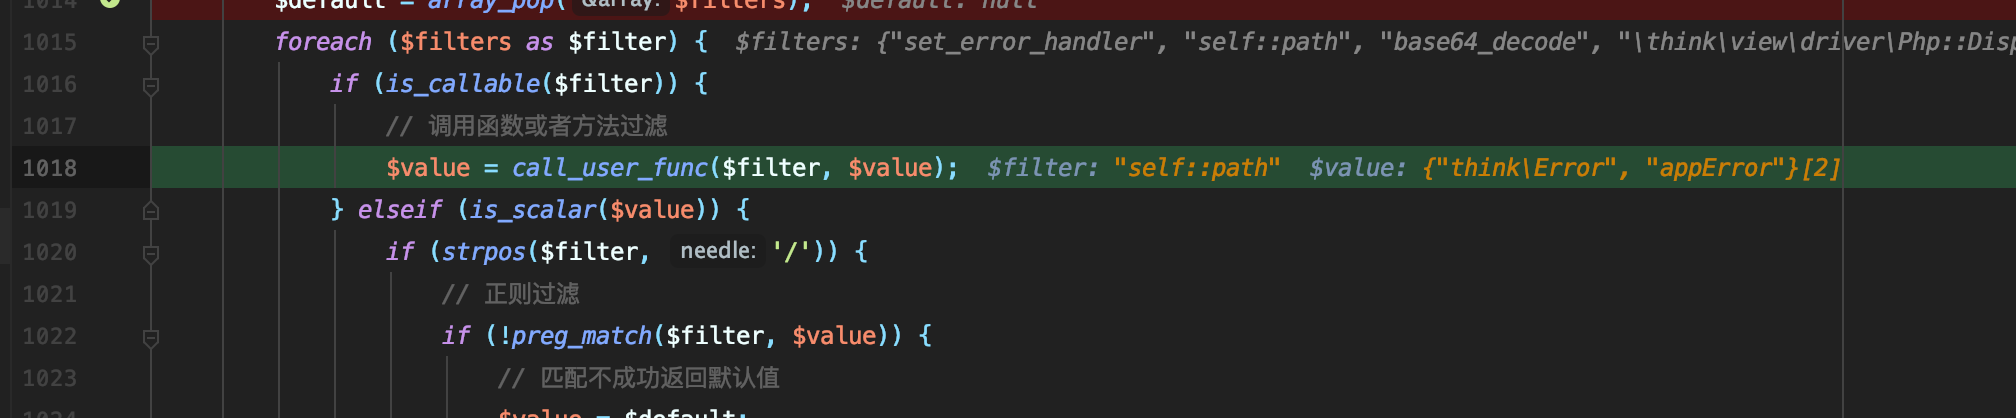 1014 $default = array_pop( &array: $filters); $default: null
1015 foreach ($filters as $filter) { $filters: {"set_error_handler", "self::path", "base64_decode", "\think\view\driver\Php::Disp
1016 if (is_callable($filter)) {
1017 // 调用函数或者方法过滤
1018 $value = call_user_func($filter, $value); $filter: "self::path" $value: {"think\Error", "appError"}[2]
1019 } elseif (is_scalar($value)) {
1020 if (strpos($filter, needle: '/')) {
1021 // 正则过滤
1022 if (!preg_match($filter, $value)) {
1023 // 匹配不成功返回默认值
1024 $value = $default;